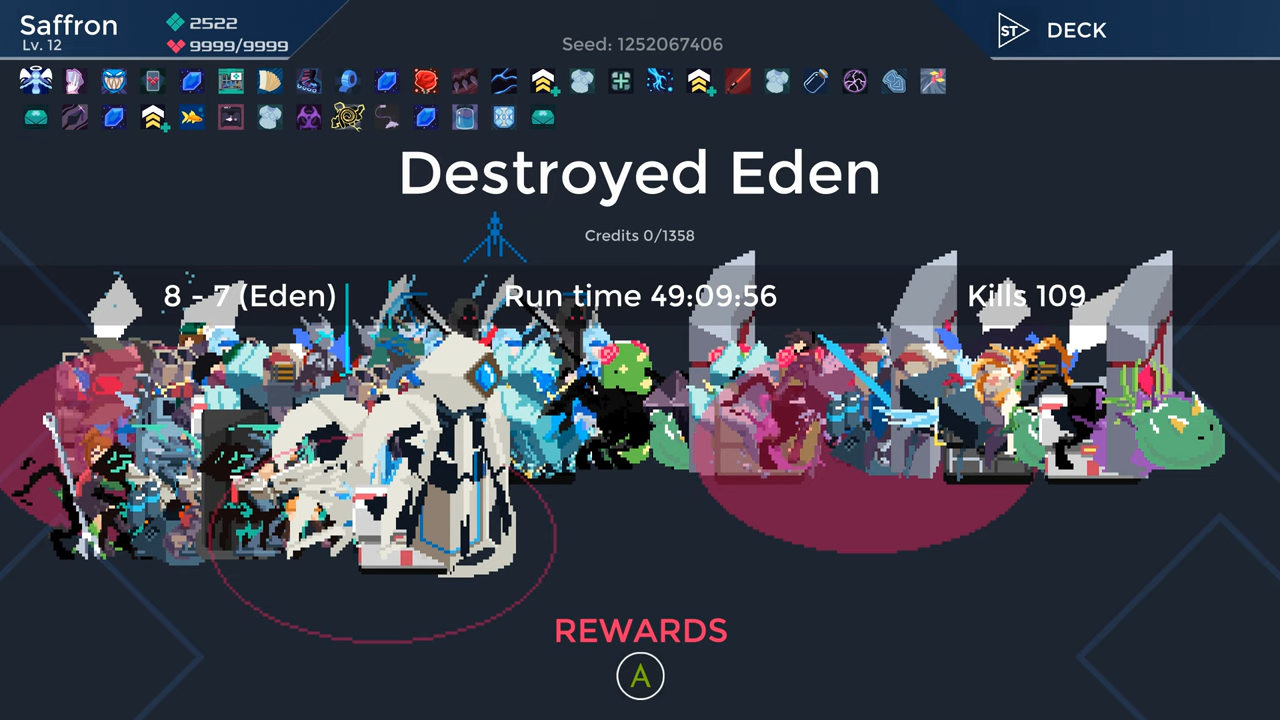 Saffron
2522
Lv. 12
9999/9999
Seed: 1252067406
ST
DECK
Destroyed Eden
Credits 0/1358
8 - 7 (Eden)
Run time 49:09:56
Kills 109
REWARDS
A